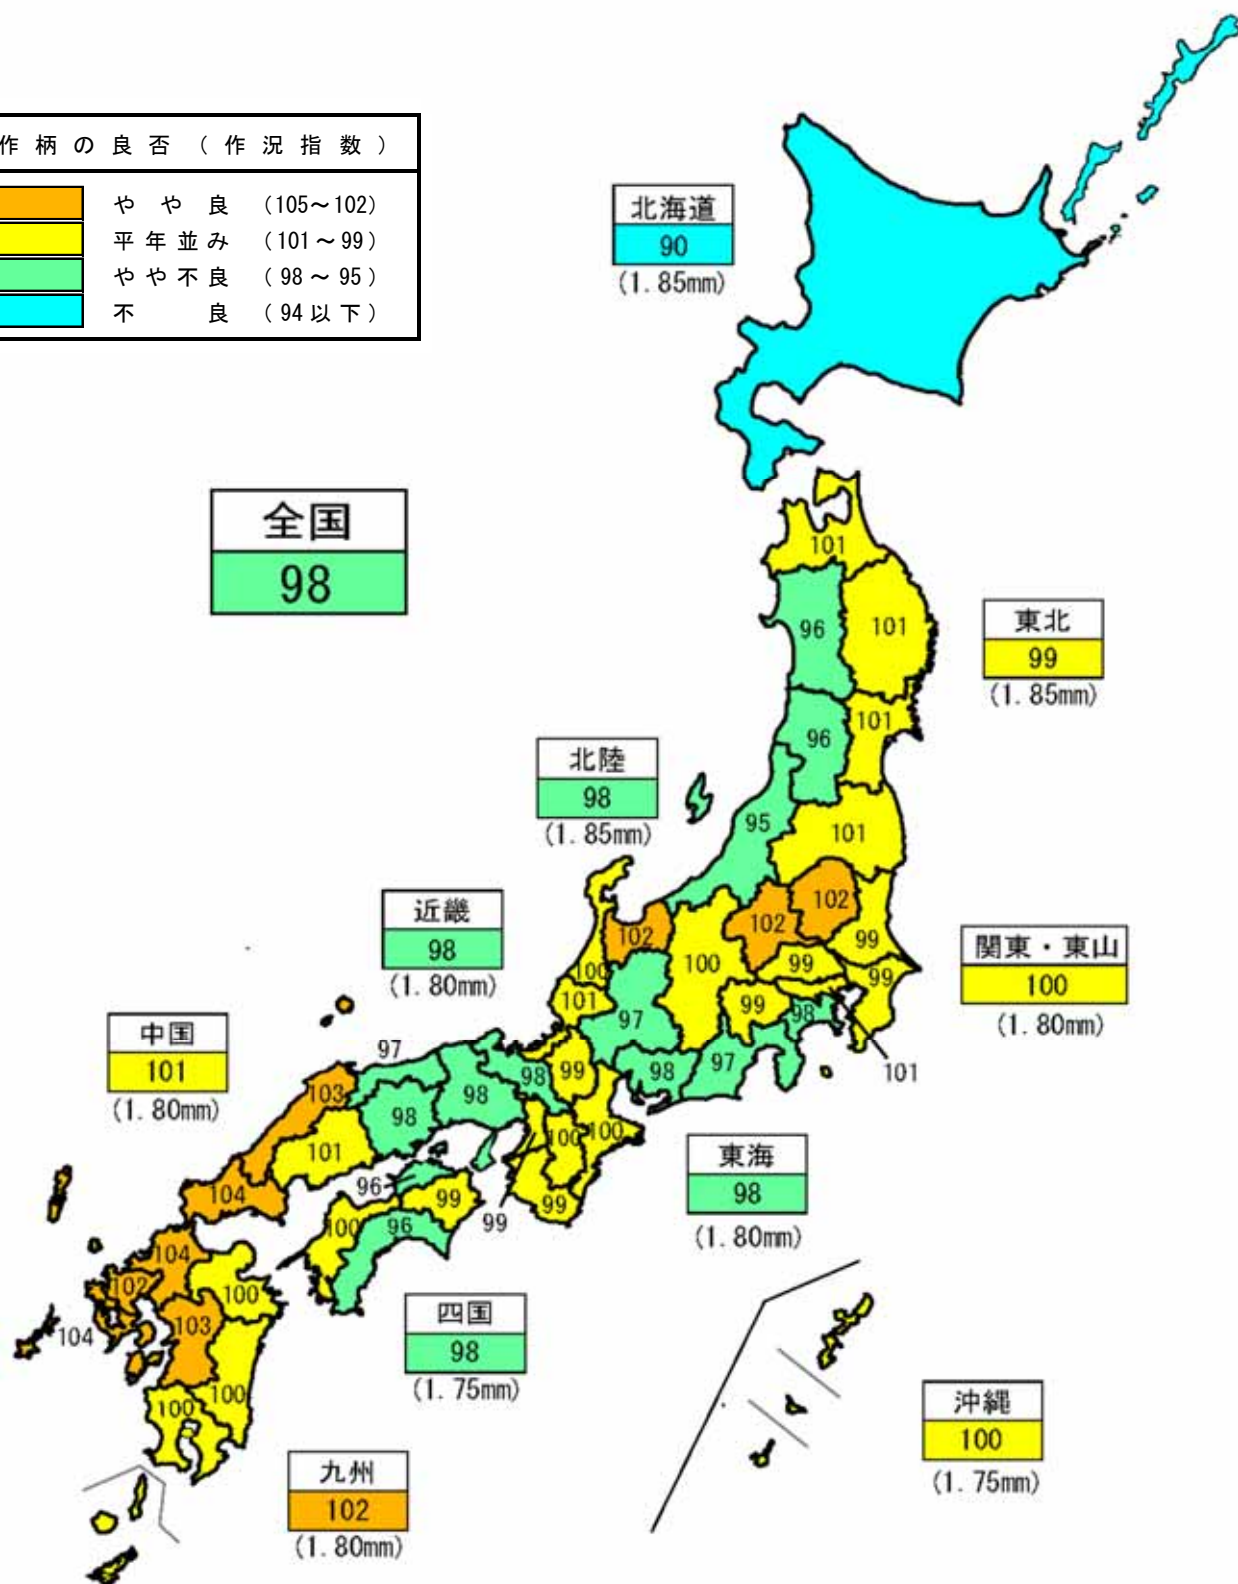 作柄の良否（作況指数）
やや良 （105～102）
平年並み （101～99）
やや不良 （98～95）
不良 （94以下）
北海道
90
(1.85mm)
全国
98
101
96
101
東北
99
(1.85mm)
101
96
北陸
98
(1.85mm)
95
101
102
102
102
99
近畿
98
(1.80mm)
関東・東山
100
(1.80mm)
100
100
99
99
101
99
97
98
中国
101
(1.80mm)
97
98
97
101
103
98
98
98
99
101
100
100
東海
98
(1.80mm)
104
96
99
99
99
100
96
104
102
100
103
104
四国
98
(1.75mm)
100
100
沖縄
100
(1.75mm)
九州
102
(1.80mm)